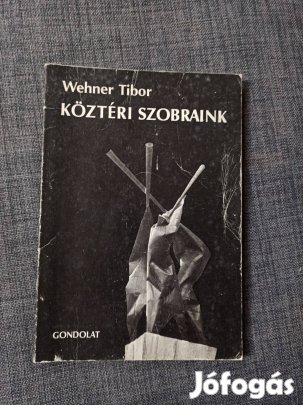 Wehner Tibor
KÖZTÉRI SZOBRAINK
GONDOLAT
Jófogás